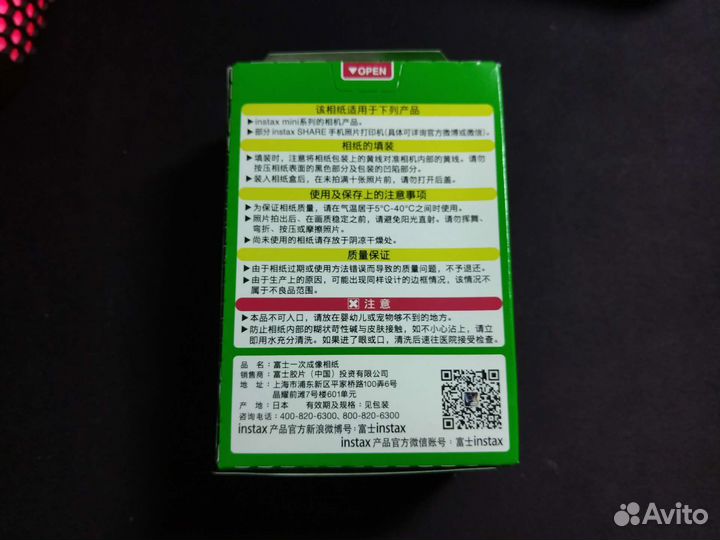 ▼OPEN
该相纸适用于下列产品
▶instax mini系列的相机产品。
▶部分 instax SHARE 手机照片打印机(具体可详询官方微博或微信)。
相纸的填装
▶填装时，注意将相纸包装上的黄线对准相机内部的黄线。请勿
按压相纸表面的黑色部分及包装的凹陷部分。
▶装入相纸盒后，在未拍满十张照片前，请勿打开后盖。
使用及保存上的注意事项
▶为保证相纸质量，请在气温居于5°C-40°C之间时使用。
▶照片拍出后、在画质稳定之前，请避免阳光直射。请勿挥舞、
弯折、按压或摩擦照片。
▶尚未使用的相纸请存放于阴凉干燥处。
质量保证
▶由于相纸过期或使用方法错误而导致的质量问题，不予退还。
▶由于生产上的原因，可能出现同样设计的边框情况，该情况不
属于不良品范围。
注 意
▶本品不可入口，请放在婴幼儿或宠物够不到的地方。
▶防止相纸内部的糊状苛性碱与皮肤接触，如不小心沾上，请立
即用水充分清洗。如果进了眼或口，清洗后速往医院接受检查。
品 名：富士一次成像相纸
销售商：富士胶片（中国）投资有限公司
地 址：上海市浦东新区平家桥路100弄6号
晶耀前滩7号楼601单元
产 地：日本 有效期及规格：见包装
咨询电话：400-820-6300、800-820-6300
instax 产品官方新浪微博号：富士instax
instax 产品官方微信账号：富士instax
Avito